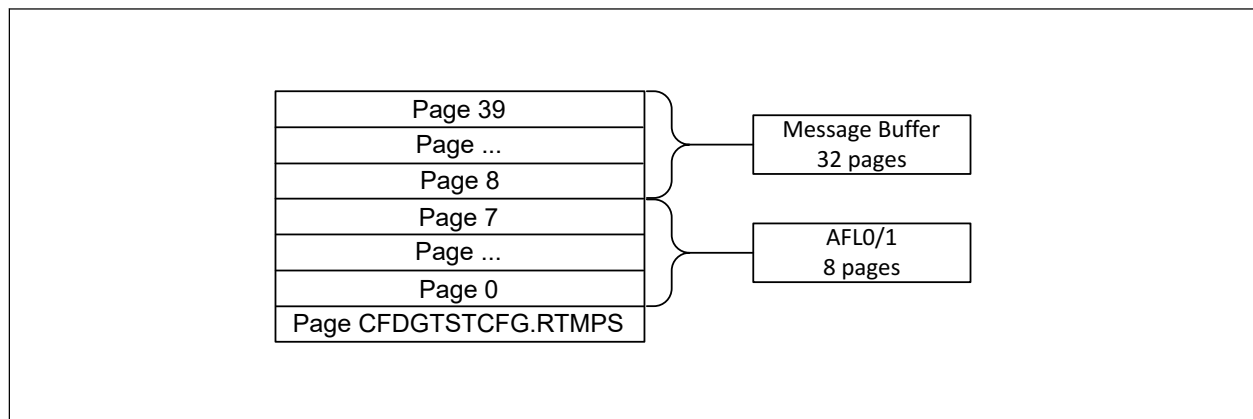 Page 39
Page ...
Page 8
Page 7
Page ...
Page 0
Page CFDGTSTCFG.RTMPS
Message Buffer
32 pages
AFL0/1
8 pages